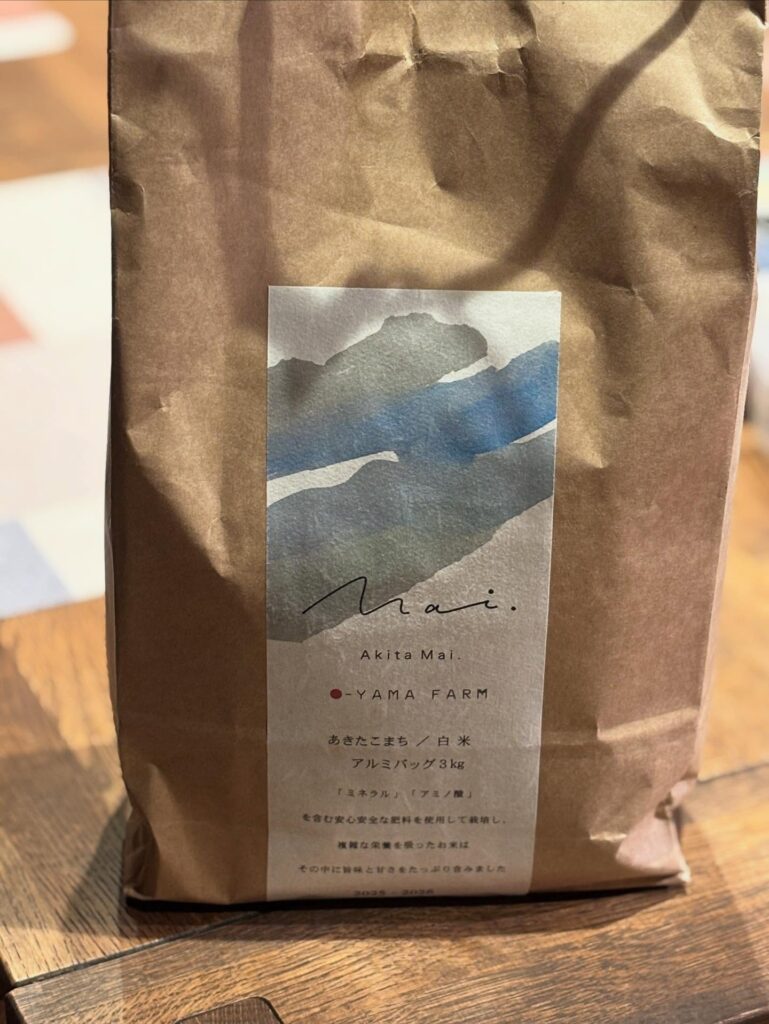 Mai.
Akita Mai.
●-YAMA FARM
あきたこまち ／ 白 米
アルミバッグ3kg
「ミネラル」「アミノ酸」
を含む安心安全な肥料を使用して栽培し、
複雑な栄養を吸ったお米は
その中に旨味と甘さをたっぷり含みました
2025 - 2026